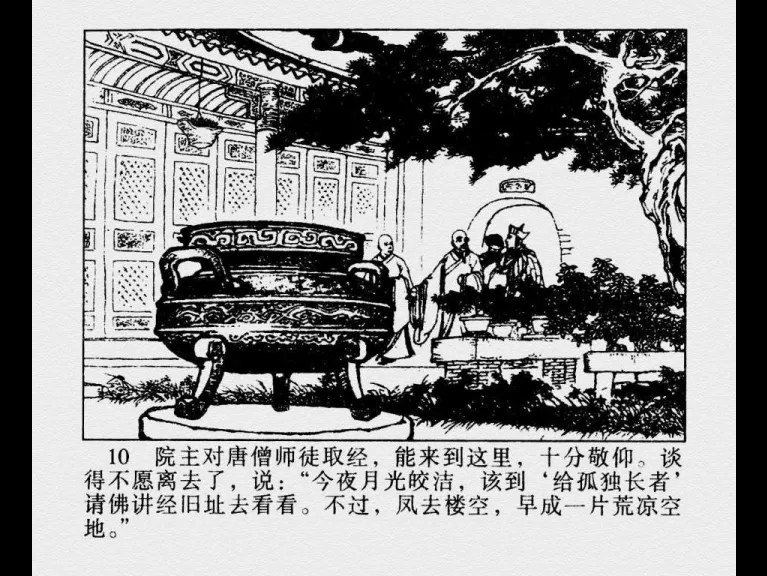 10 院主对唐僧师徒取经，能来到这里，十分敬仰。谈
得不愿离去了，说：“今夜月光皎洁，该到‘给孤独长者’
请佛讲经旧址去看看。不过，凤去楼空，早成一片荒凉空
地。”